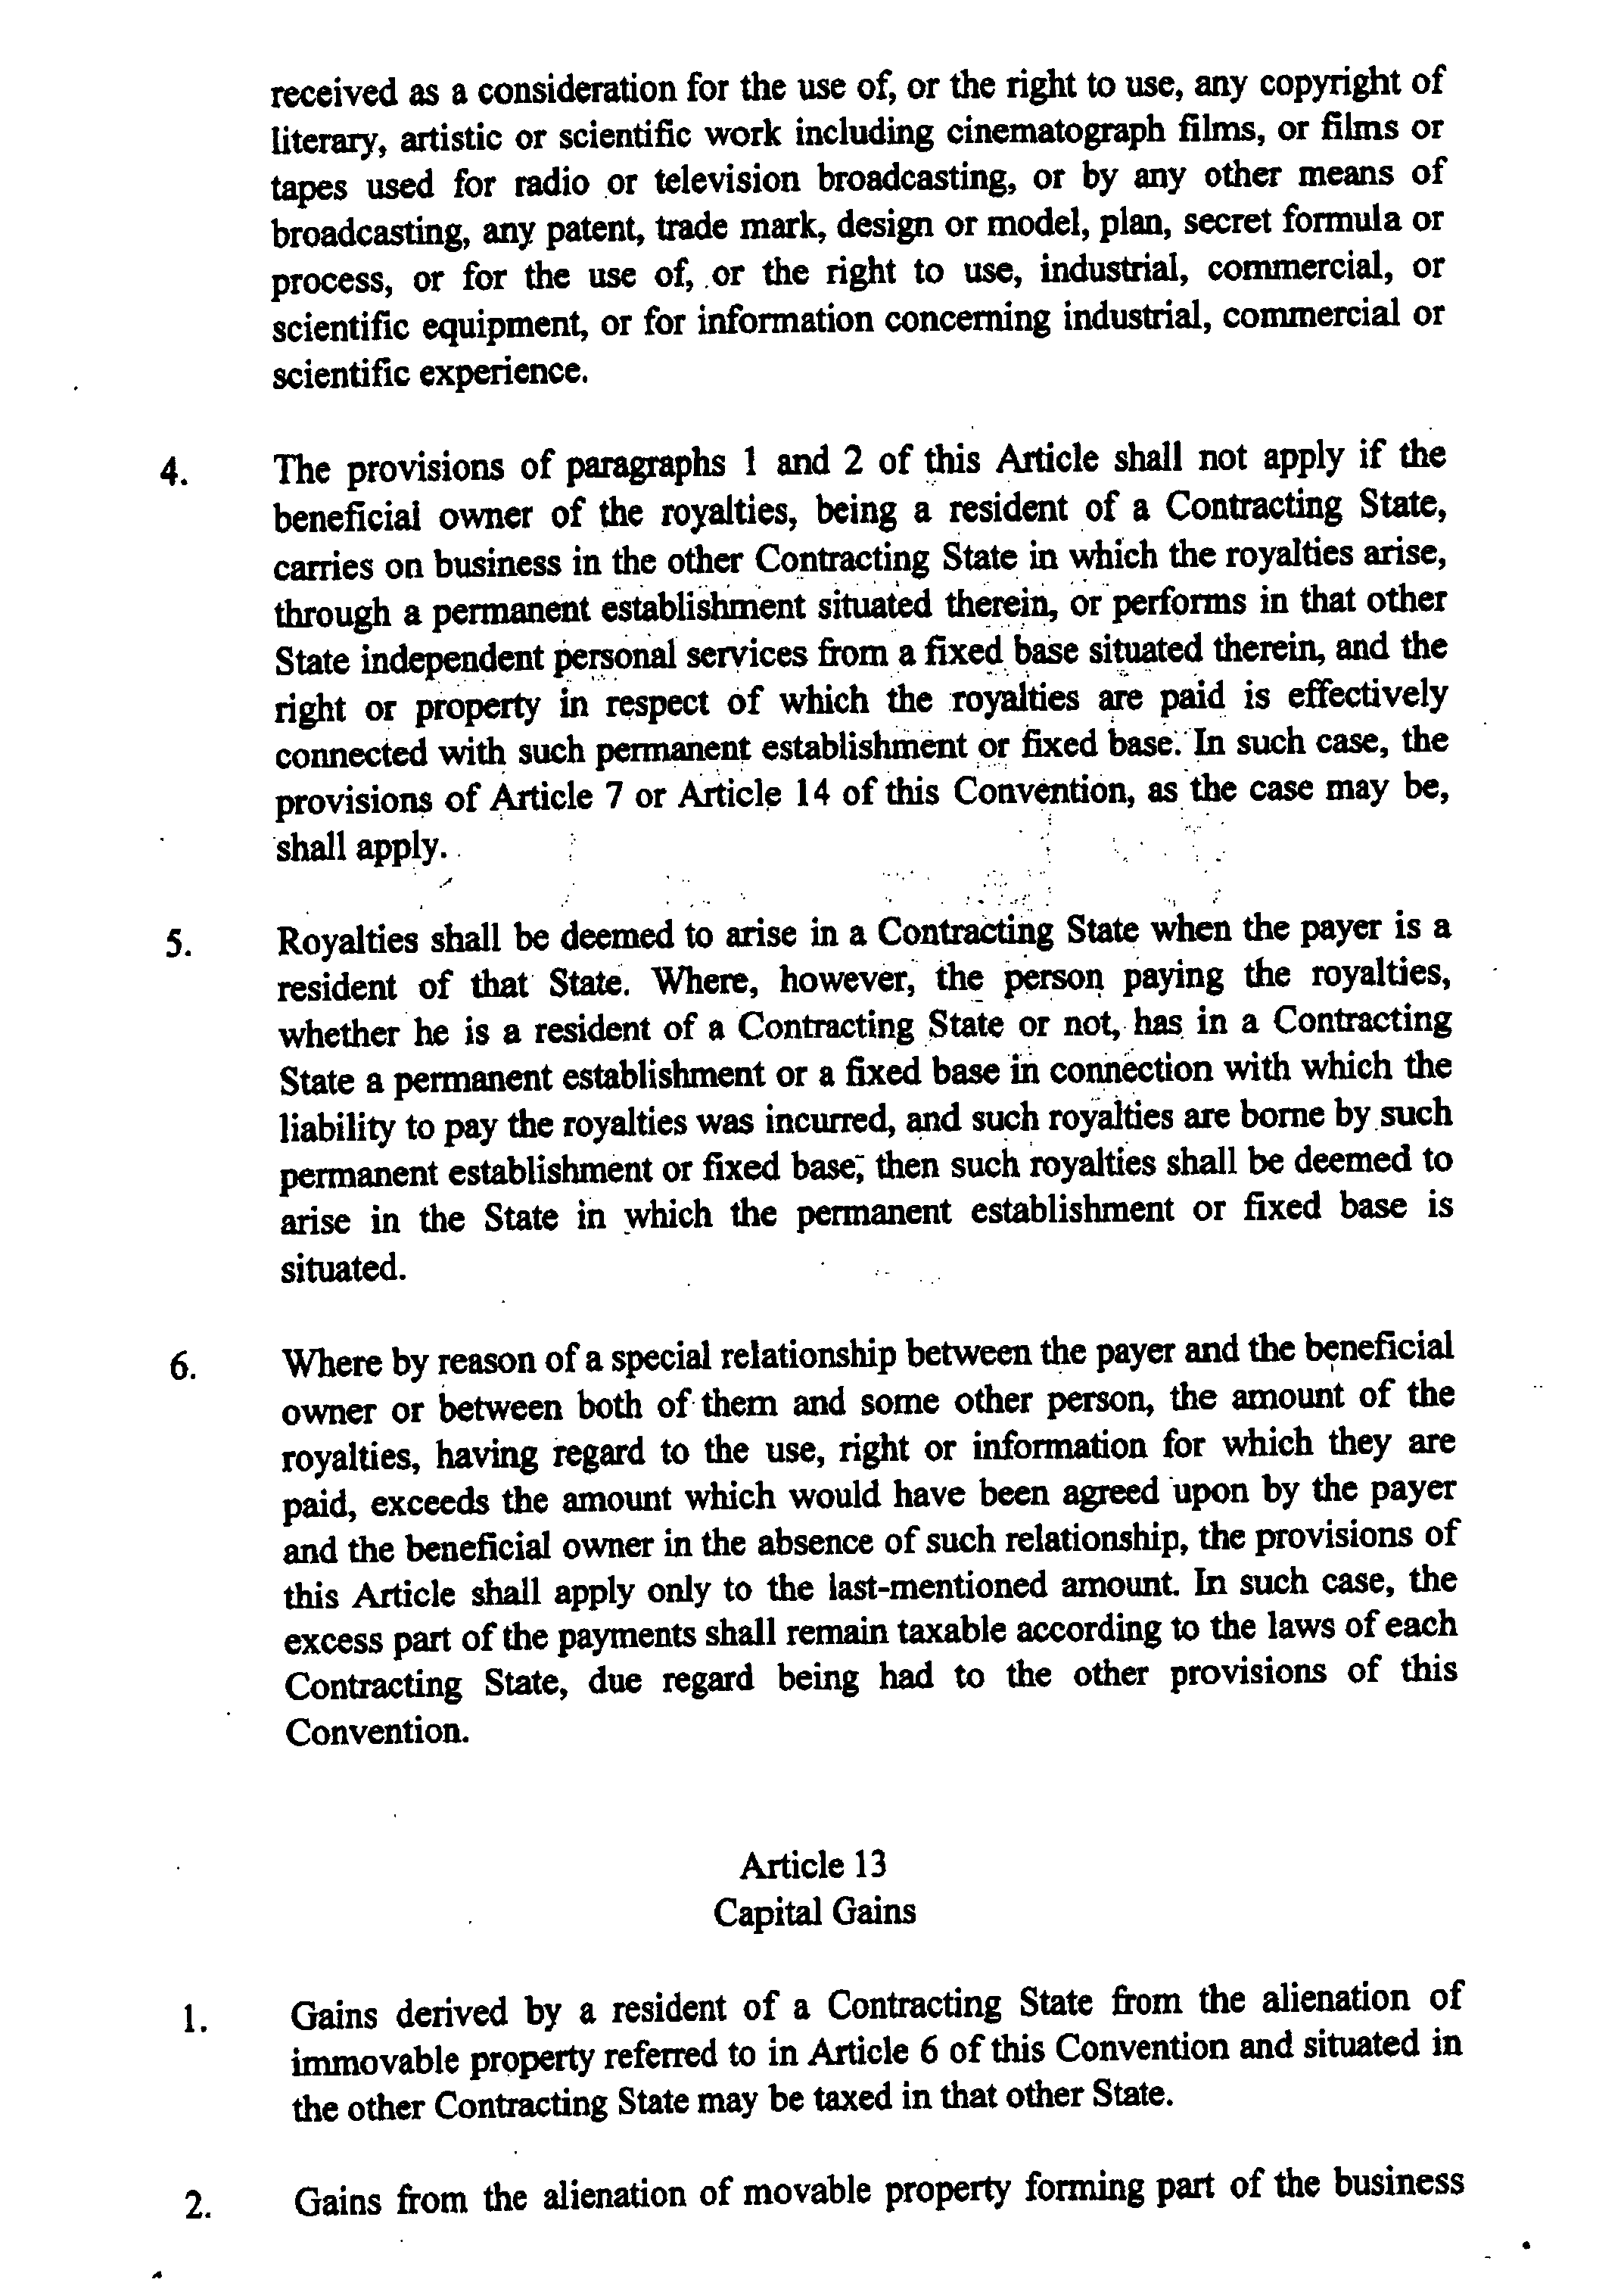 received as a consideration for the use of, or the right to use, any copyright of
literary, artistic or scientific work including cinematograph films, or films or
tapes used for radio or television broadcasting, or by any other means of
broadcasting, any patent, trade mark, design or model, plan, secret formula or
process, or for the use of, or the right to use, industrial, commercial, or
scientific equipment, or for information concerning industrial, commercial or
scientific experience.
4. The provisions of paragraphs 1 and 2 of this Article shall not apply if the
beneficial owner of the royalties, being a resident of a Contracting State,
carries on business in the other Contracting State in which the royalties arise,
through a permanent establishment situated therein, or performs in that other
State independent personal services from a fixed base situated therein, and the
right or property in respect of which the royalties are paid is effectively
connected with such permanent establishment or fixed base. In such case, the
provisions of Article 7 or Article 14 of this Convention, as the case may be,
shall apply.
5. Royalties shall be deemed to arise in a Contracting State when the payer is a
resident of that State. Where, however, the person paying the royalties,
whether he is a resident of a Contracting State or not, has in a Contracting
State a permanent establishment or a fixed base in connection with which the
liability to pay the royalties was incurred, and such royalties are borne by such
permanent establishment or fixed base, then such royalties shall be deemed to
arise in the State in which the permanent establishment or fixed base is
situated.
6. Where by reason of a special relationship between the payer and the beneficial
owner or between both of them and some other person, the amount of the
royalties, having regard to the use, right or information for which they are
paid, exceeds the amount which would have been agreed upon by the payer
and the beneficial owner in the absence of such relationship, the provisions of
this Article shall apply only to the last-mentioned amount. In such case, the
excess part of the payments shall remain taxable according to the laws of each
Contracting State, due regard being had to the other provisions of this
Convention.
Article 13
Capital Gains
1. Gains derived by a resident of a Contracting State from the alienation of
immovable property referred to in Article 6 of this Convention and situated in
the other Contracting State may be taxed in that other State.
2. Gains from the alienation of movable property forming part of the business